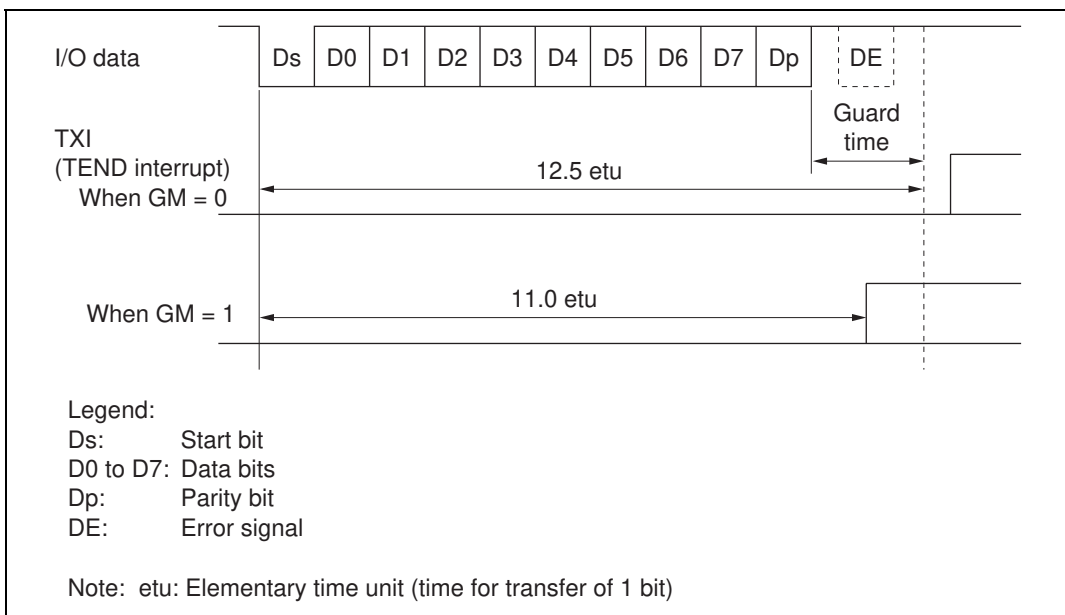 I/O data
Ds D0 D1 D2 D3 D4 D5 D6 D7 Dp DE
Guard
time
TXI
(TEND interrupt)
When GM = 0
12.5 etu
When GM = 1
11.0 etu
Legend:
Ds: Start bit
D0 to D7: Data bits
Dp: Parity bit
DE: Error signal
Note: etu: Elementary time unit (time for transfer of 1 bit)